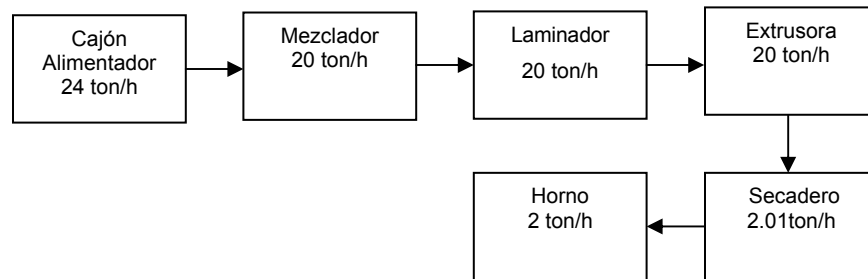 Cajón
Alimentador
24 ton/h
Mezclador
20 ton/h
Laminador
20 ton/h
Extrusora
20 ton/h
Secadero
2.01ton/h
Horno
2 ton/h